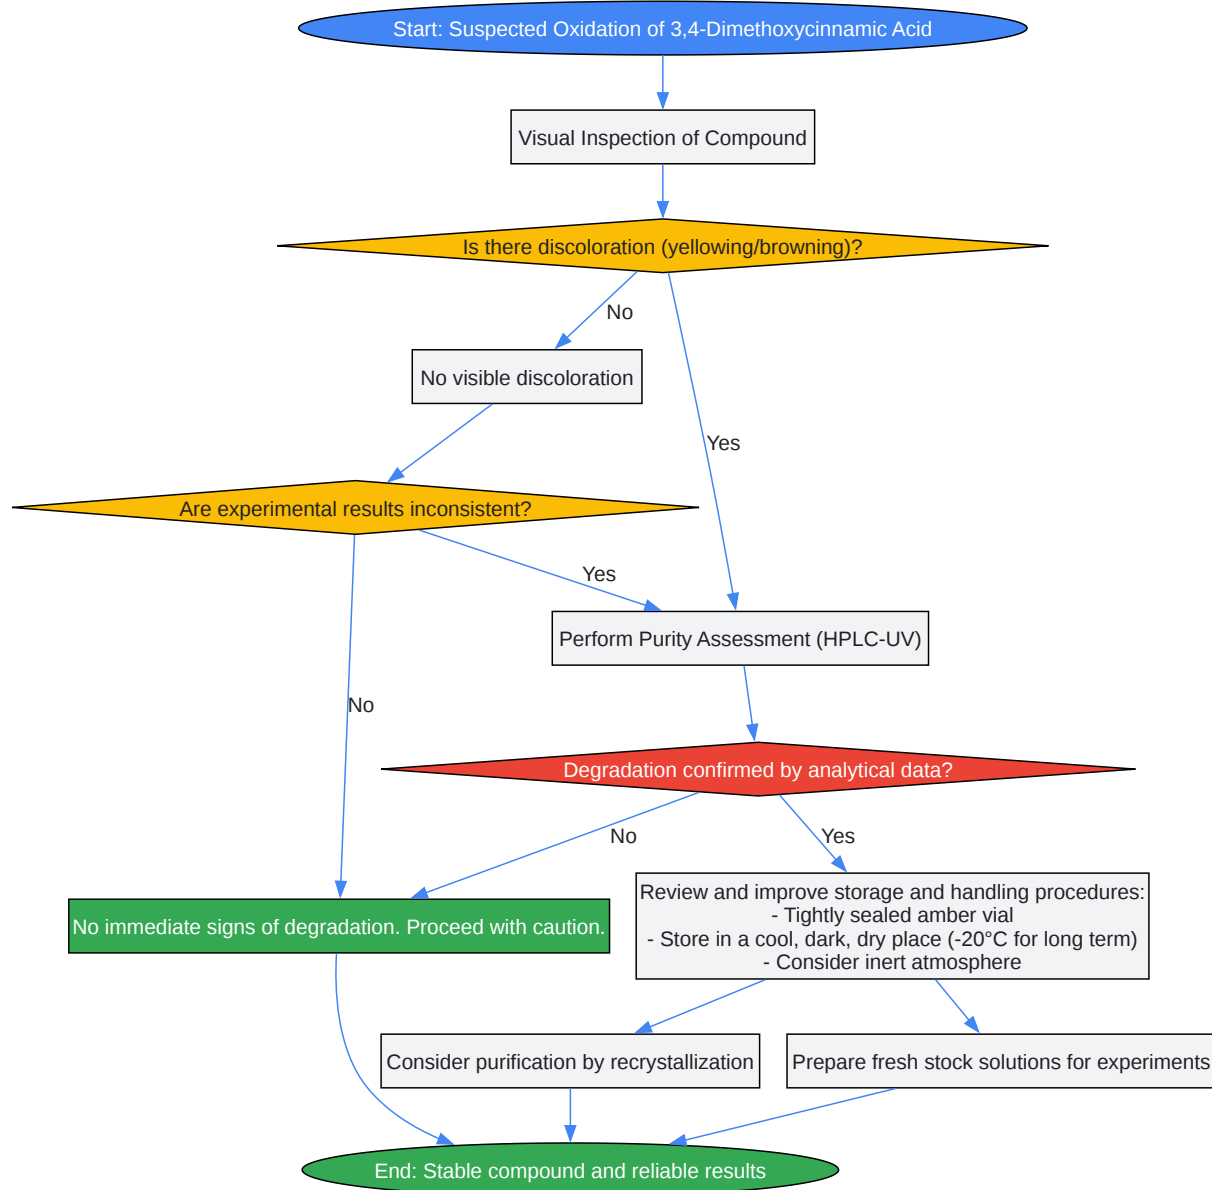 Start: Suspected Oxidation of 3,4-Dimethoxycinnamic Acid
Visual Inspection of Compound
Is there discoloration (yellowing/browning)?
No
No visible discoloration
Yes
Are experimental results inconsistent?
Yes
Perform Purity Assessment (HPLC-UV)
No
Degradation confirmed by analytical data?
No
Yes
Review and improve storage and handling procedures:
- Tightly sealed amber vial
- Store in a cool, dark, dry place (-20°C for long term)
- Consider inert atmosphere
No immediate signs of degradation. Proceed with caution.
Consider purification by recrystallization
Prepare fresh stock solutions for experiments
End: Stable compound and reliable results